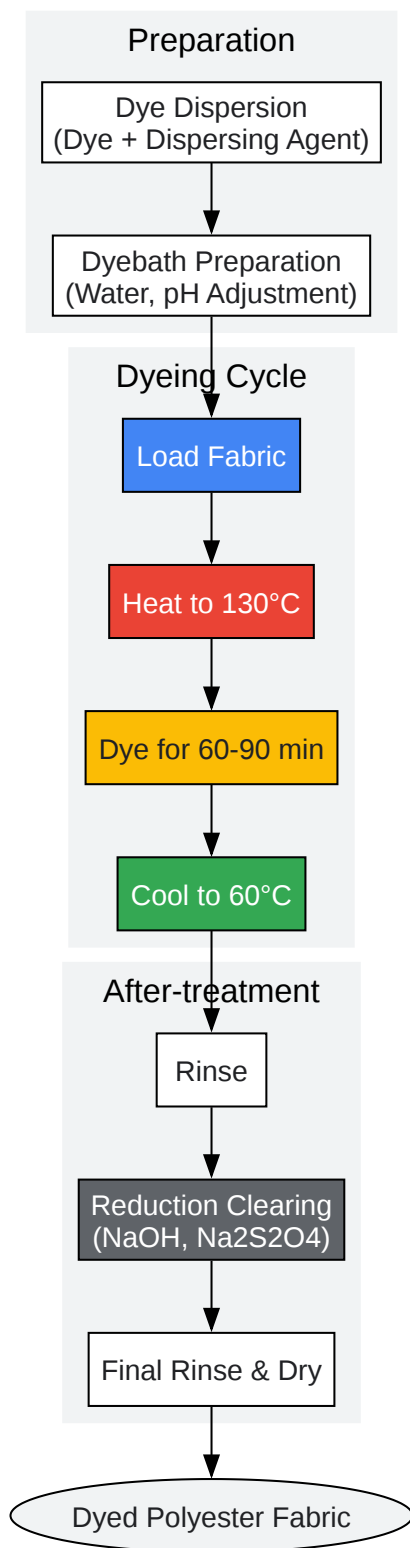 Preparation
Dye Dispersion
(Dye + Dispersing Agent)
Dyebath Preparation
(Water, pH Adjustment)
Dyeing Cycle
Load Fabric
Heat to 130°C
Dye for 60-90 min
Cool to 60°C
After-treatment
Rinse
Reduction Clearing
(NaOH, Na2S2O4)
Final Rinse & Dry
Dyed Polyester Fabric